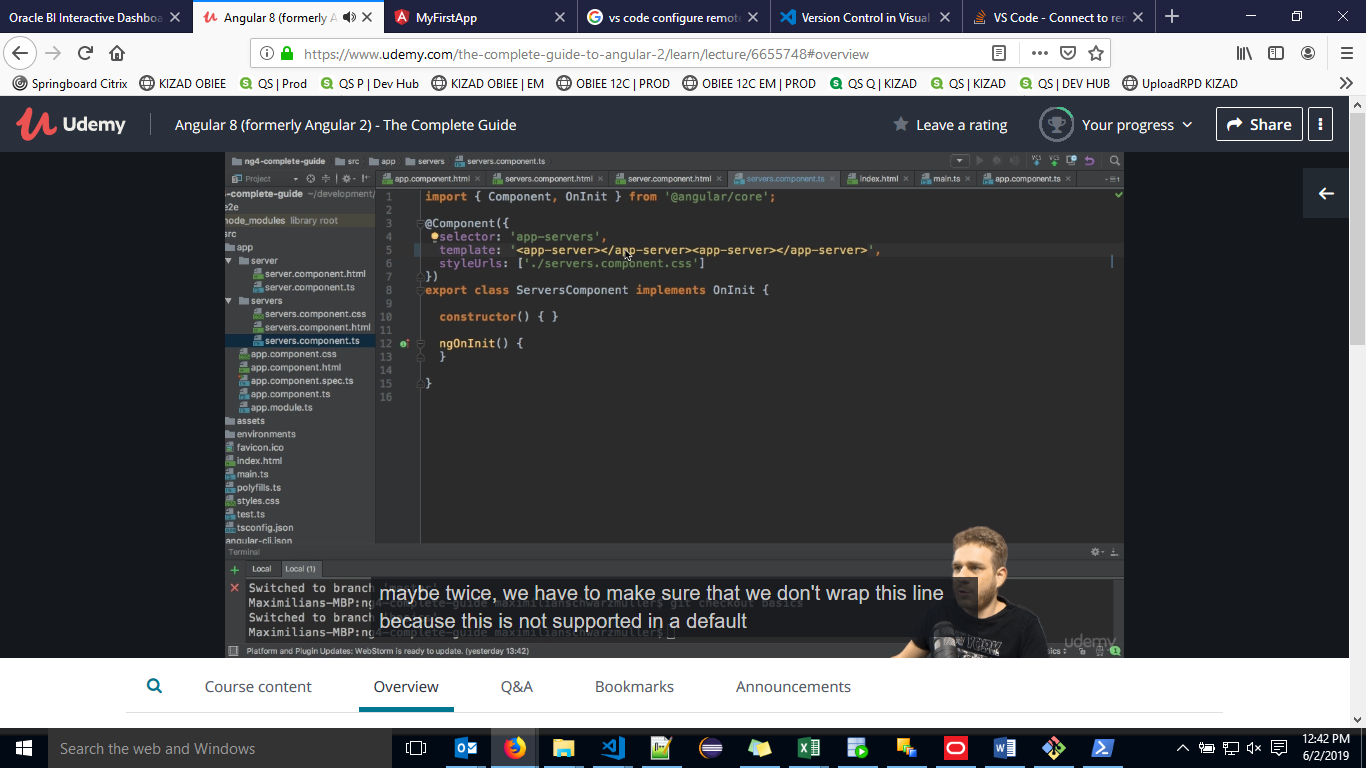 Oracle BI Interactive Dashboa
Angular 8 (formerly A
MyFirstApp
vs code configure remot
Version Control in Visual
VS Code - Connect to rem
https://www.udemy.com/the-complete-guide-to-angular-2/learn/lecture/6655748#overview
Springboard Citrix
KIZAD OBIEE
QS | Prod
QS P | Dev Hub
KIZAD OBIEE | EM
OBIEE 12C | PROD
OBIEE 12C EM | PROD
QS Q | KIZAD
QS | KIZAD
QS | DEV HUB
UploadRPD KIZAD
Udemy
Angular 8 (formerly Angular 2) - The Complete Guide
Leave a rating
Your progress
Share
ng4-complete-guide
src
app
servers
servers.component.ts
Project
app.component.html
servers.component.html
server.component.html
servers.component.ts
index.html
main.ts
app.component.ts
-complete-guide ~/development/
e2e
node_modules library root
src
app
server
server.component.html
server.component.ts
servers
servers.component.css
servers.component.html
servers.component.ts
app.component.css
app.component.html
app.component.spec.ts
app.component.ts
app.module.ts
assets
environments
favicon.ico
index.html
main.ts
polyfills.ts
styles.css
test.ts
tsconfig.json
angular-cli.json
1 import { Component, OnInit } from '@angular/core';
2
3 @Component({
4 selector: 'app-servers',
5 template: '<app-server></app-server><app-server></app-server>',
6 styleUrls: ['./servers.component.css']
7 })
8 export class ServersComponent implements OnInit {
9
10 constructor() { }
11
12 ngOnInit() {
13 }
14
15 }
16
Terminal
Local
Local (1)
Switched to branch 'master'
Maximilians-MBP:ng4-complete-guide maximilianschwarzmuller$ git checkout basics
Switched to branch
Maximilians-MBP:ng4-complete-guide maximilianschwarzmuller$
maybe twice, we have to make sure that we don't wrap this line
because this is not supported in a default
udemy
Platform and Plugin Updates: WebStorm is ready to update. (yesterday 13:42)
1
Course content
Overview
Q&A
Bookmarks
Announcements
Search the web and Windows
12:42 PM
6/2/2019